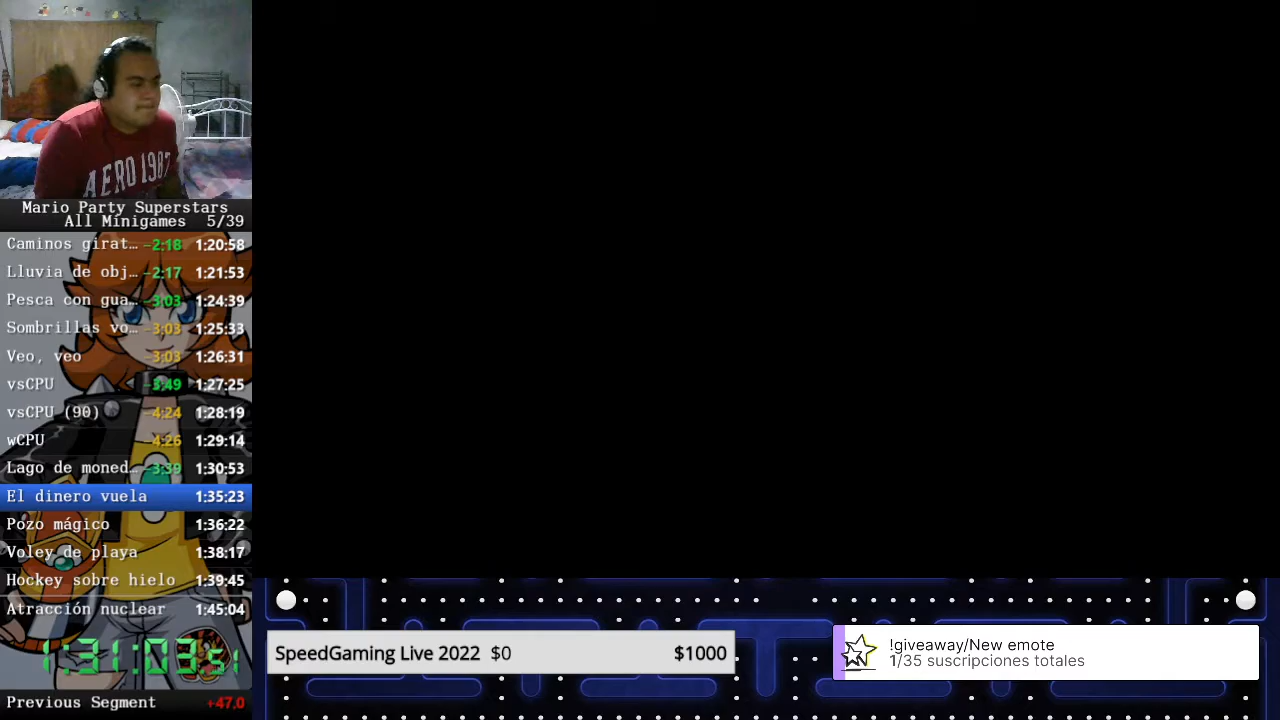 AERO 1987
Mario Party Superstars
All Minigames 5/39
Caminos girat… -2:18 1:20:58
Lluvia de obj… -2:17 1:21:53
Pesca con gua… -3:03 1:24:39
Sombrillas vo… -3:03 1:25:33
Veo, veo -3:03 1:26:31
vsCPU -3:49 1:27:25
vsCPU (90) -4:24 1:28:19
wCPU -4:26 1:29:14
Lago de moned… -3:39 1:30:53
El dinero vuela 1:35:23
Pozo mágico 1:36:22
Voley de playa 1:38:17
Hockey sobre hielo 1:39:45
Atracción nuclear 1:45:04
1:31:03.51
Previous Segment +47,0
SpeedGaming Live 2022 $0 $1000
!giveaway/New emote
1/35 suscripciones totales